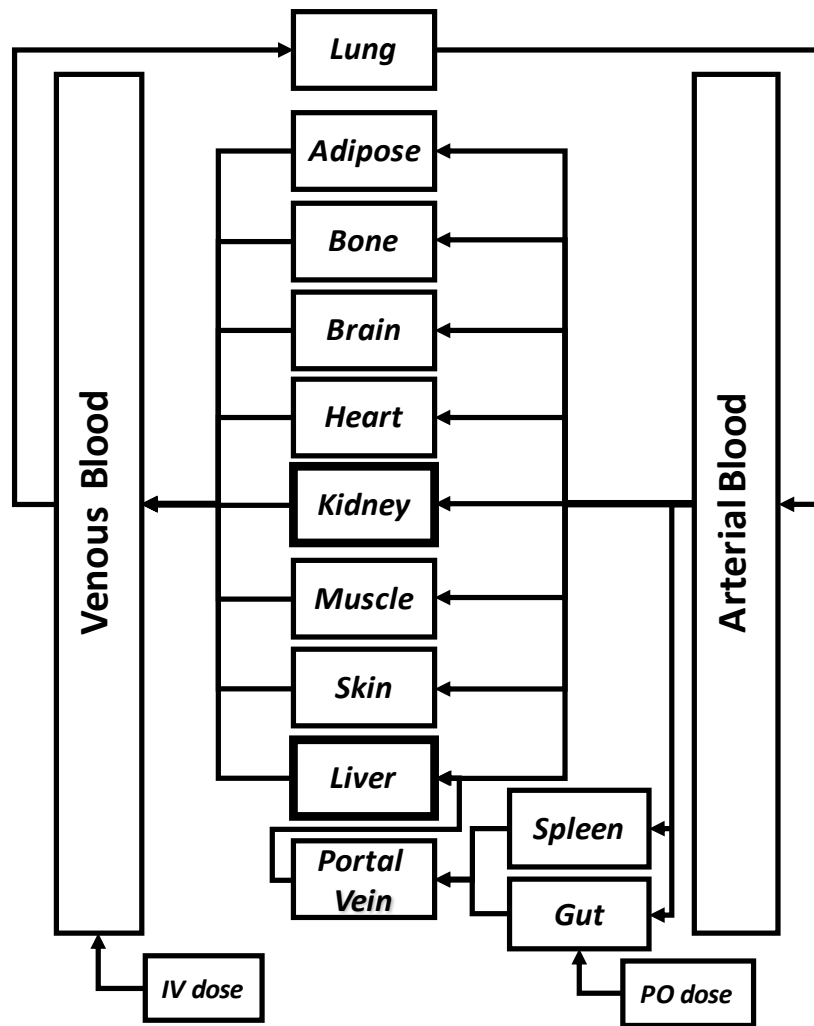 Lung
Adipose
Bone
Brain
Heart
Kidney
Muscle
Skin
Liver
Portal
Vein
Spleen
Gut
Venous Blood
Arterial Blood
IV dose
PO dose